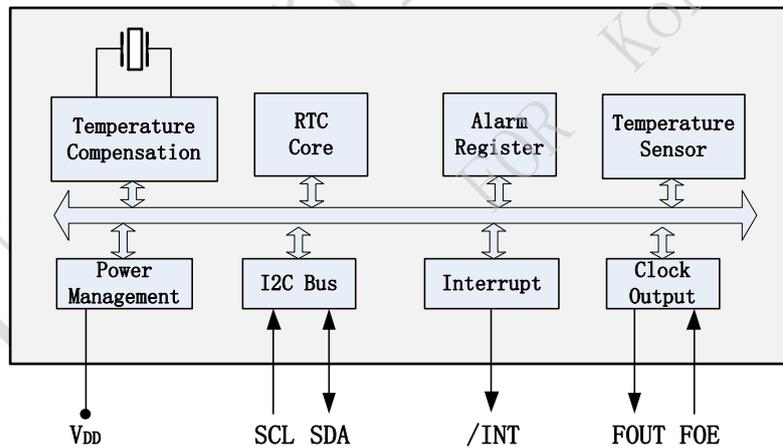 Temperature
Compensation
RTC
Core
Alarm
Register
Temperature
Sensor
Power
Management
I2C Bus
Interrupt
Clock
Output
VDD
SCL
SDA
/INT
FOUT
FOE
FOR